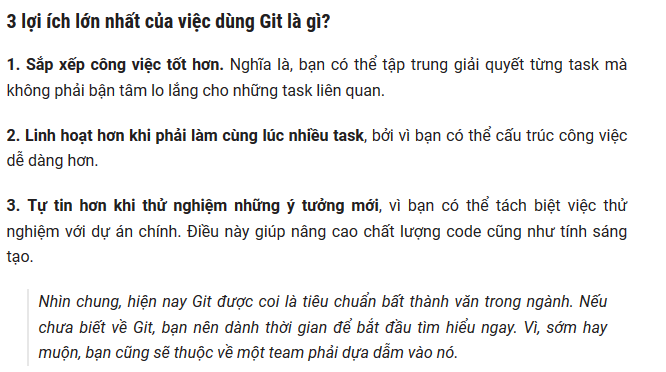 3 lợi ích lớn nhất của việc dùng Git là gì?
1. Sắp xếp công việc tốt hơn. Nghĩa là, bạn có thể tập trung giải quyết từng task mà
không phải bận tâm lo lắng cho những task liên quan.
2. Linh hoạt hơn khi phải làm cùng lúc nhiều task, bởi vì bạn có thể cấu trúc công việc
dễ dàng hơn.
3. Tự tin hơn khi thử nghiệm những ý tưởng mới, vì bạn có thể tách biệt việc thử
nghiệm với dự án chính. Điều này giúp nâng cao chất lượng code cũng như tính sáng
tạo.
Nhìn chung, hiện nay Git được coi là tiêu chuẩn bất thành văn trong ngành. Nếu
chưa biết về Git, bạn nên dành thời gian để bắt đầu tìm hiểu ngay. Vì, sớm hay
muộn, bạn cũng sẽ thuộc về một team phải dựa dẫm vào nó.